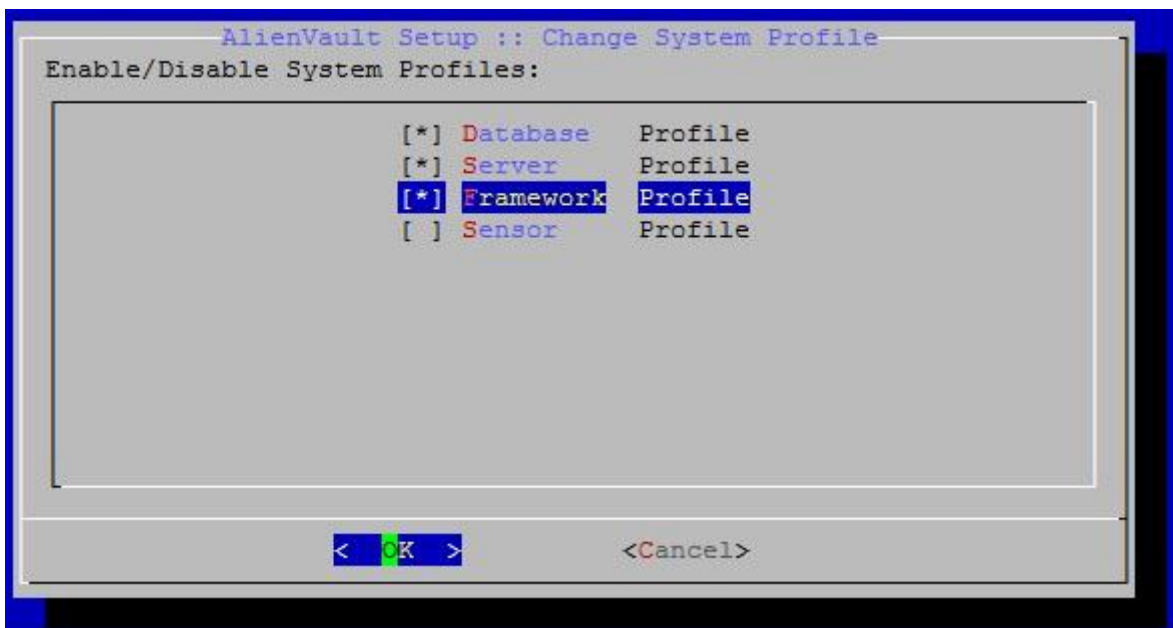 AlienVault Setup :: Change System Profile
Enable/Disable System Profiles:
[*] Database Profile
[*] Server Profile
[*] Framework Profile
[ ] Sensor Profile
< OK > <Cancel>